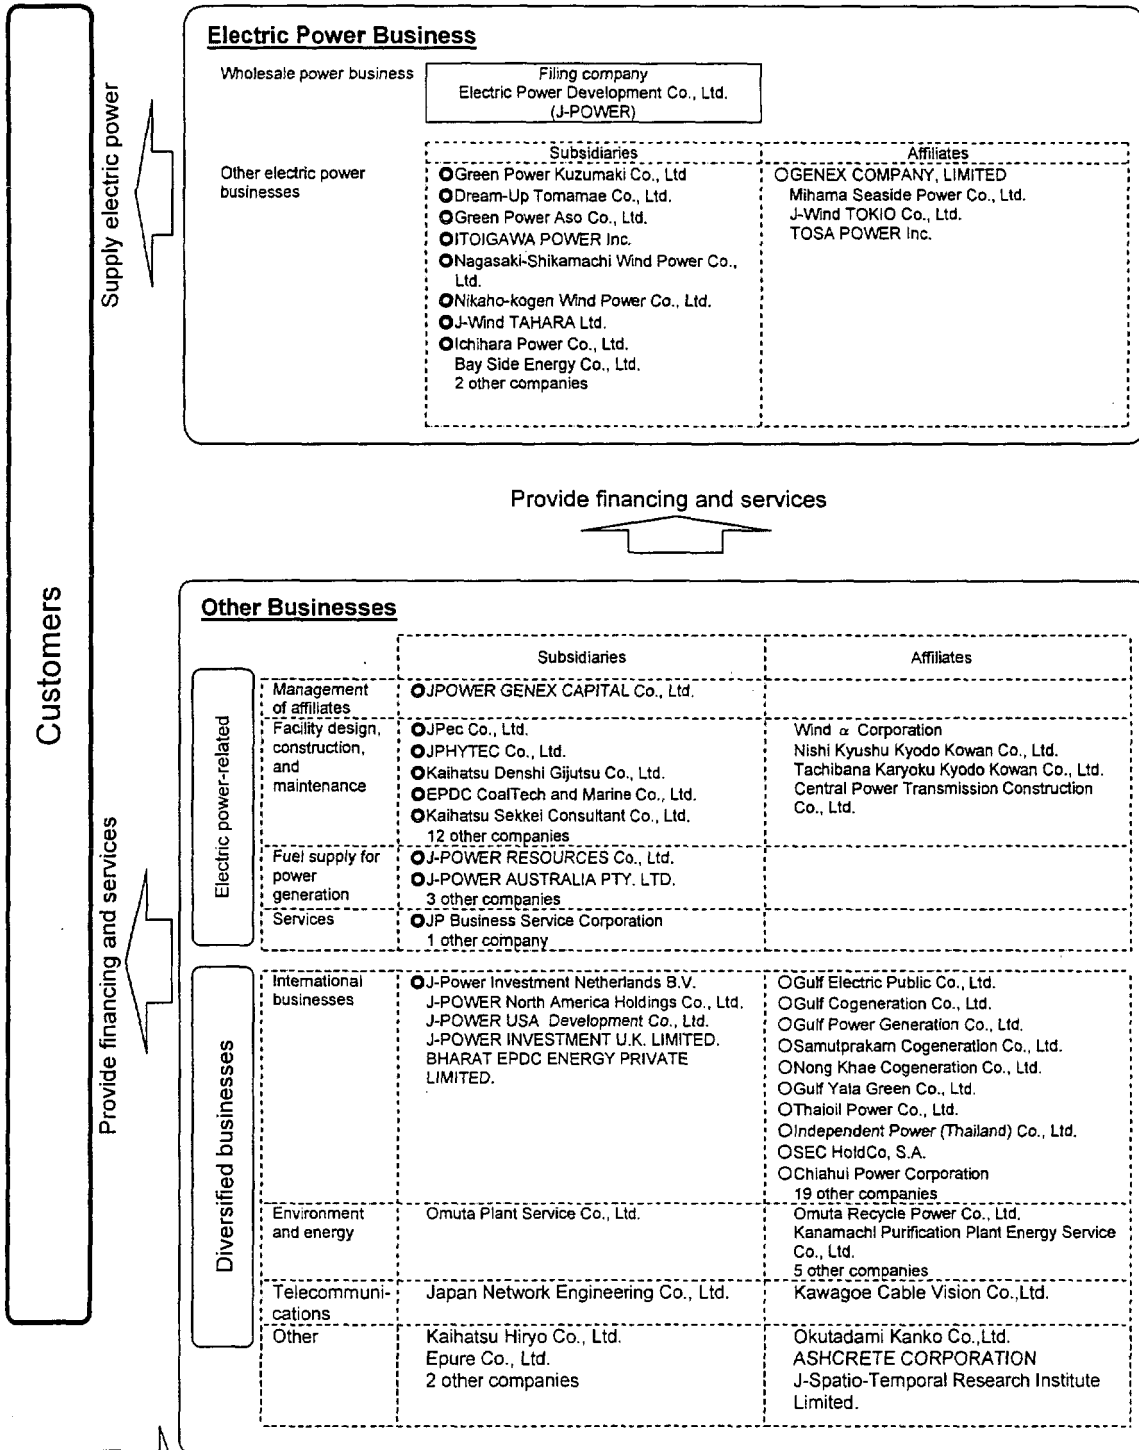 Customers
Supply electric power
Provide financing and services
Electric Power Business
Wholesale power business
Filing company
Electric Power Development Co., Ltd.
(J-POWER)
Other electric power
businesses
Subsidiaries
Green Power Kuzumaki Co., Ltd
Dream-Up Tomamae Co., Ltd.
Green Power Aso Co., Ltd.
ITOIGAWA POWER Inc.
Nagasaki-Shikamachi Wind Power Co.,
Ltd.
Nikaho-kogen Wind Power Co., Ltd.
J-Wind TAHARA Ltd.
Ichihara Power Co., Ltd.
Bay Side Energy Co., Ltd.
2 other companies
Affiliates
GENEX COMPANY, LIMITED
Mihama Seaside Power Co., Ltd.
J-Wind TOKIO Co., Ltd.
TOSA POWER Inc.
Provide financing and services
Other Businesses
Subsidiaries
Affiliates
Electric power-related
Management
of affiliates
JPOWER GENEX CAPITAL Co., Ltd.
Facility design,
construction,
and
maintenance
JPec Co., Ltd.
JPHYTEC Co., Ltd.
Kaihatsu Denshi Gijutsu Co., Ltd.
EPDC CoalTech and Marine Co., Ltd.
Kaihatsu Sekkei Consultant Co., Ltd.
12 other companies
Wind α Corporation
Nishi Kyushu Kyodo Kowan Co., Ltd.
Tachibana Karyoku Kyodo Kowan Co., Ltd.
Central Power Transmission Construction
Co., Ltd.
Fuel supply for
power
generation
J-POWER RESOURCES Co., Ltd.
J-POWER AUSTRALIA PTY. LTD.
3 other companies
Services
JP Business Service Corporation
1 other company
Diversified businesses
International
businesses
J-Power Investment Netherlands B.V.
J-POWER North America Holdings Co., Ltd.
J-POWER USA Development Co., Ltd.
J-POWER INVESTMENT U.K. LIMITED.
BHARAT EPDC ENERGY PRIVATE
LIMITED.
Gulf Electric Public Co., Ltd.
Gulf Cogeneration Co., Ltd.
Gulf Power Generation Co., Ltd.
Samutprakarn Cogeneration Co., Ltd.
Nong Khae Cogeneration Co., Ltd.
Gulf Yala Green Co., Ltd.
Thaioil Power Co., Ltd.
Independent Power (Thailand) Co., Ltd.
SEC HoldCo, S.A.
Chiahui Power Corporation
19 other companies
Environment
and energy
Omuta Plant Service Co., Ltd.
Omuta Recycle Power Co., Ltd.
Kanamachi Purification Plant Energy Service
Co., Ltd.
5 other companies
Telecommuni-
cations
Japan Network Engineering Co., Ltd.
Kawagoe Cable Vision Co.,Ltd.
Other
Kaihatsu Hiryo Co., Ltd.
Epure Co., Ltd.
2 other companies
Okutadami Kanko Co.,Ltd.
ASHCRETE CORPORATION
J-Spatio-Temporal Research Institute
Limited.